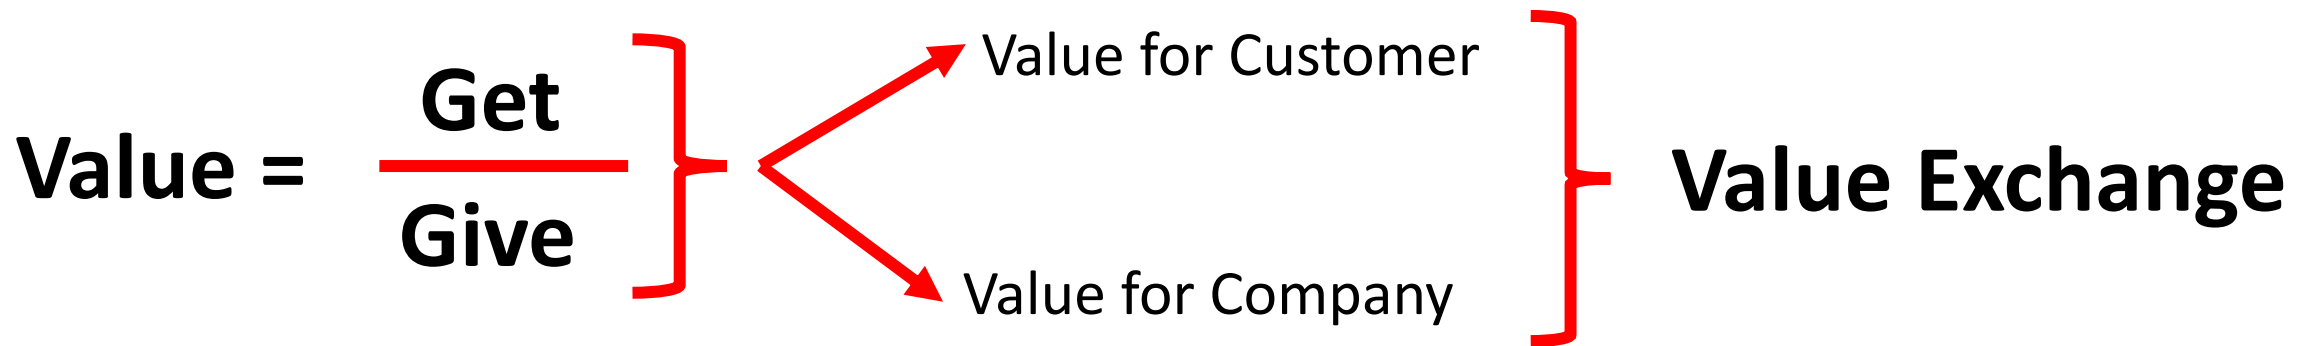 Value =
Get
Give
Value for Customer
Value for Company
Value Exchange